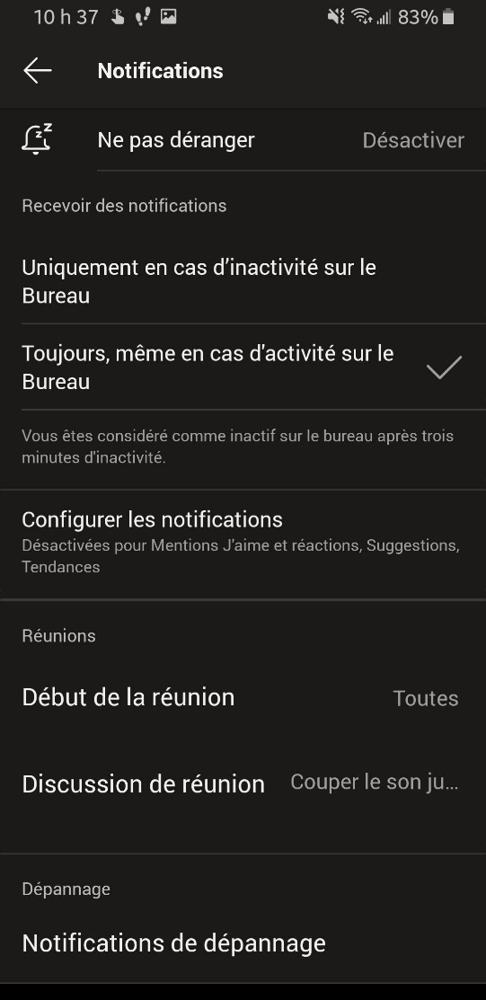 10 h 37 83%
Notifications
Ne pas déranger Désactiver
Recevoir des notifications
Uniquement en cas d’inactivité sur le
Bureau
Toujours, même en cas d'activité sur le
Bureau
Vous êtes considéré comme inactif sur le bureau après trois
minutes d'inactivité.
Configurer les notifications
Désactivées pour Mentions J'aime et réactions, Suggestions,
Tendances
Réunions
Début de la réunion Toutes
Discussion de réunion Couper le son ju...
Dépannage
Notifications de dépannage